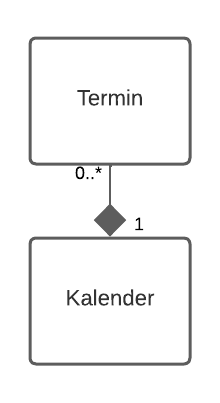 Termin
0..*
1
Kalender